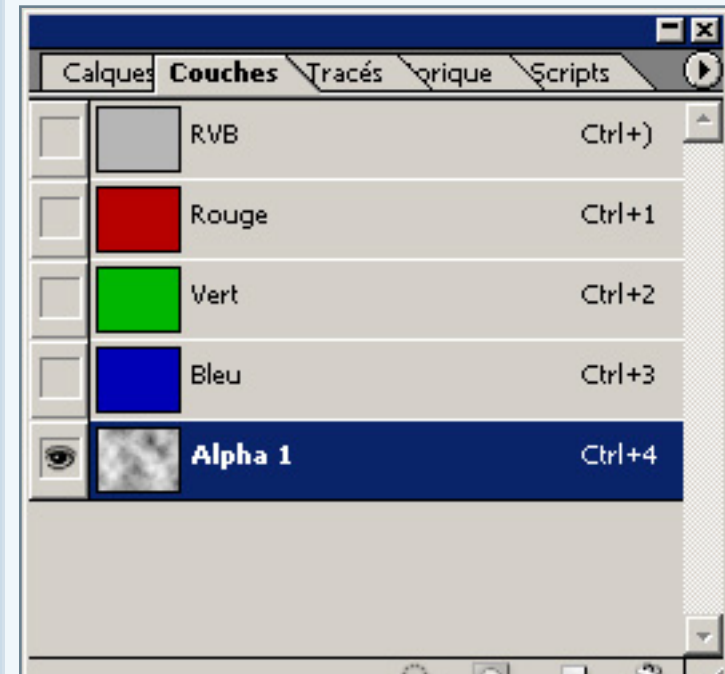 Calques Couches Tracés orique Scripts
RVB Ctrl+)
Rouge Ctrl+1
Vert Ctrl+2
Bleu Ctrl+3
Alpha 1 Ctrl+4